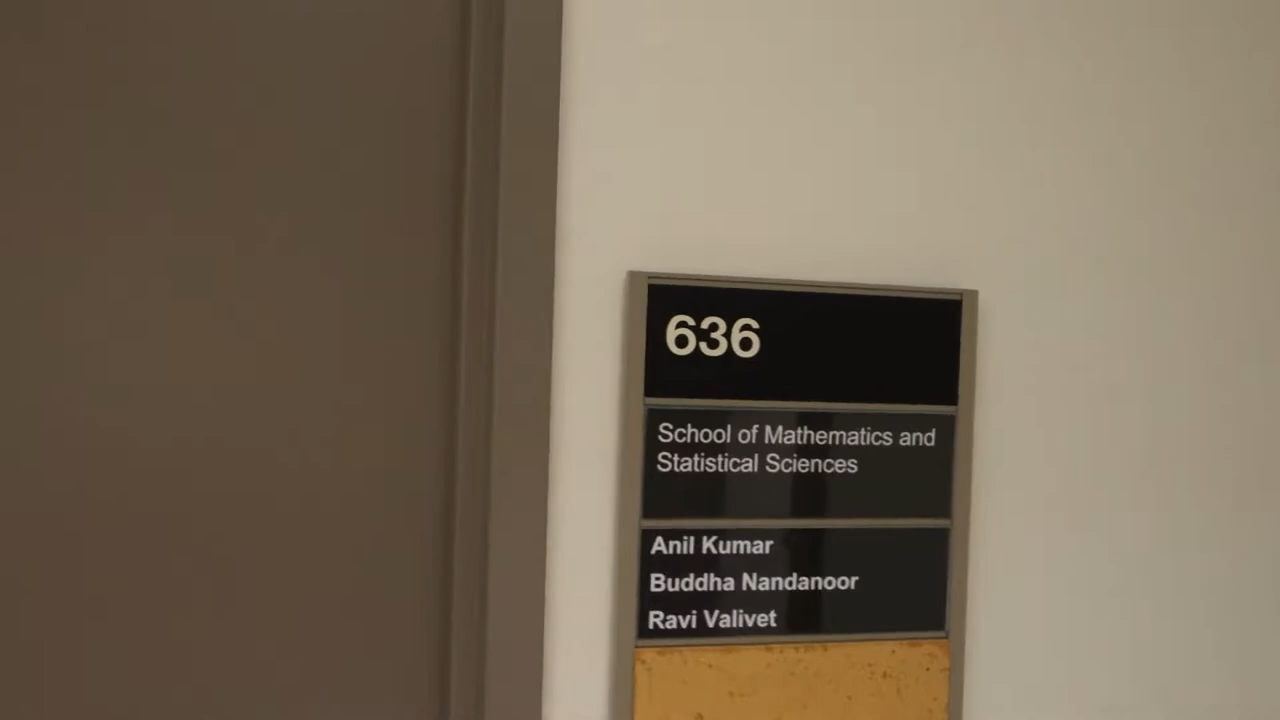 636
School of Mathematics and
Statistical Sciences
Anil Kumar
Buddha Nandanoor
Ravi Valivet